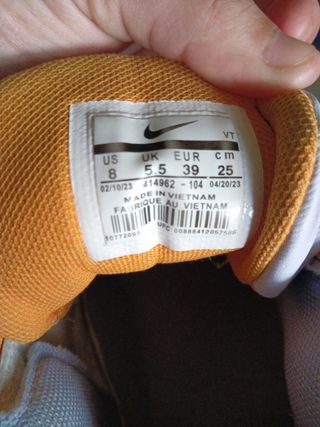 VT
US UK EUR cm
8 5.5 39 25
02/10/23 414962 - 104 04/20/23
MADE IN VIETNAM
FABRIQUE AU VIETNAM